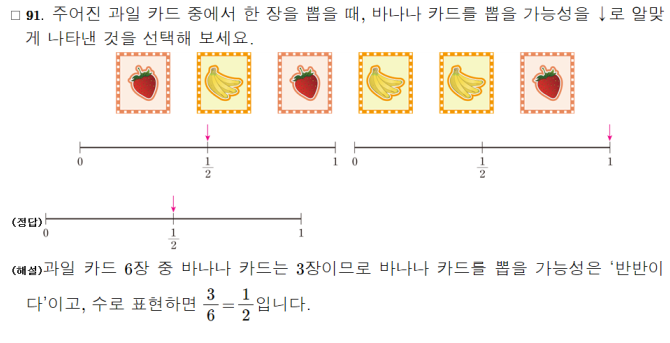 □ 91. 주어진 과일 카드 중에서 한 장을 뽑을 때, 바나나 카드를 뽑을 가능성을 ↓로 알맞
게 나타낸 것을 선택해 보세요.
0 1/2 1 0 1/2 1
(정답) 0 1/2 1
(해설)과일 카드 6장 중 바나나 카드는 3장이므로 바나나 카드를 뽑을 가능성은 ‘반반이
다’이고, 수로 표현하면 3/6 = 1/2 입니다.